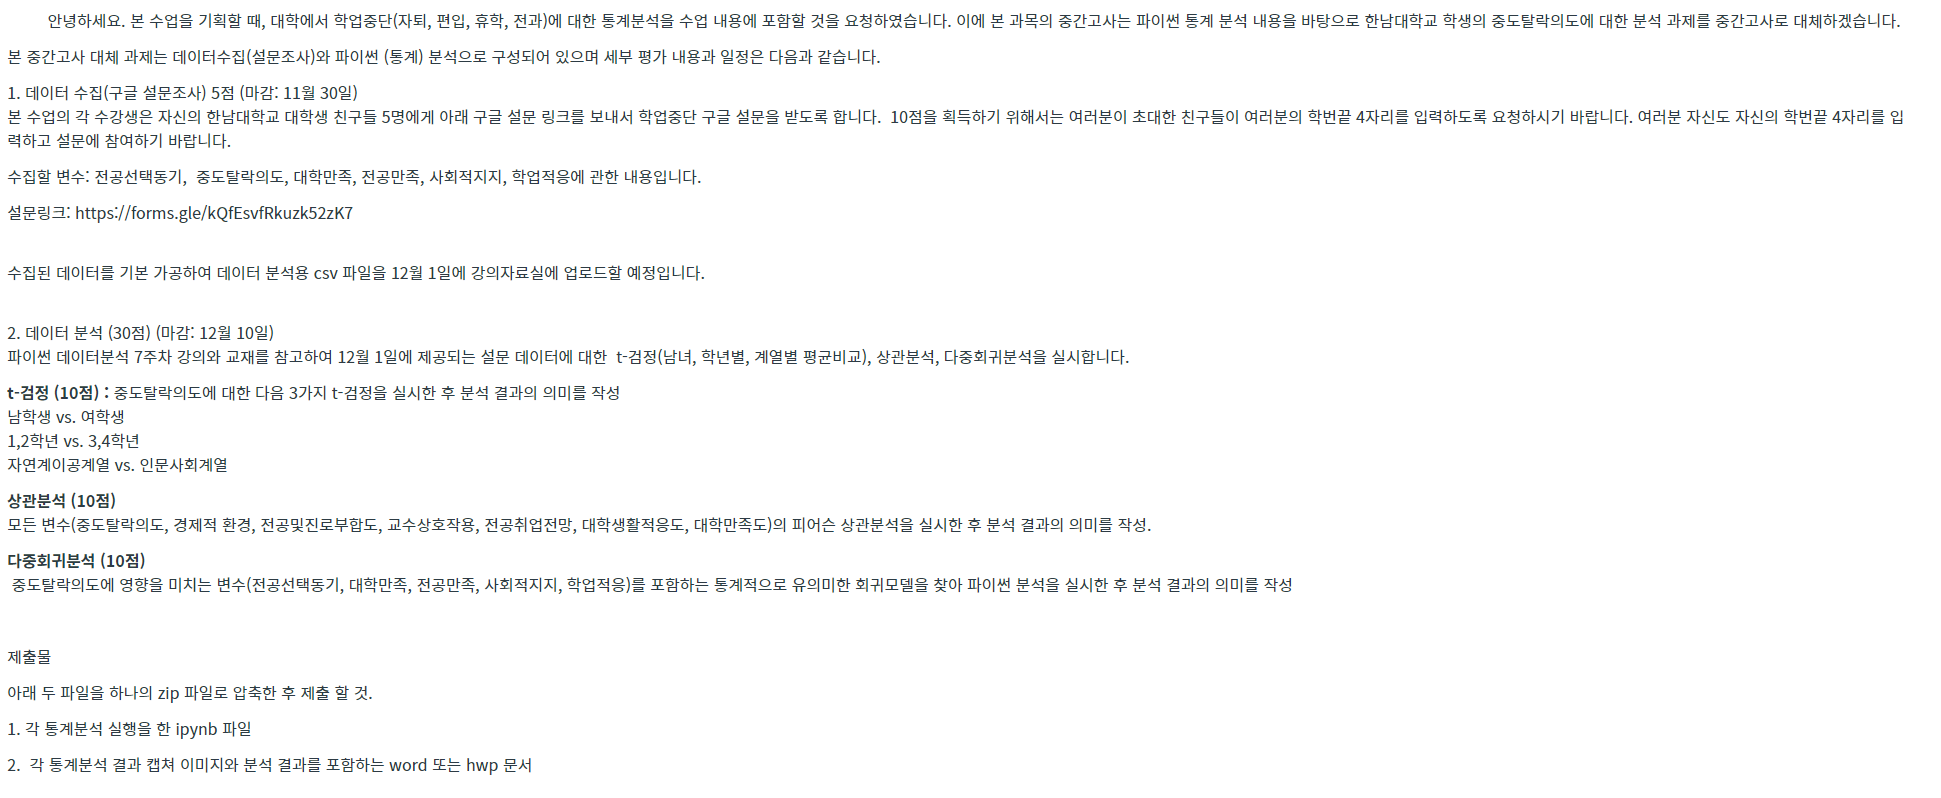 안녕하세요. 본 수업을 기획할 때, 대학에서 학업중단(자퇴, 편입, 휴학, 전과)에 대한 통계분석을 수업 내용에 포함할 것을 요청하였습니다. 이에 본 과목의 중간고사는 파이썬 통계 분석 내용을 바탕으로 한남대학교 학생의 중도탈락의도에 대한 분석 과제를 중간고사로 대체하겠습니다.
본 중간고사 대체 과제는 데이터수집(설문조사)와 파이썬 (통계) 분석으로 구성되어 있으며 세부 평가 내용과 일정은 다음과 같습니다.
1. 데이터 수집(구글 설문조사) 5점 (마감: 11월 30일)
본 수업의 각 수강생은 자신의 한남대학교 대학생 친구들 5명에게 아래 구글 설문 링크를 보내서 학업중단 구글 설문을 받도록 합니다.  10점을 획득하기 위해서는 여러분이 초대한 친구들이 여러분의 학번끝 4자리를 입력하도록 요청하시기 바랍니다. 여러분 자신도 자신의 학번끝 4자리를 입
력하고 설문에 참여하기 바랍니다.
수집할 변수: 전공선택동기,  중도탈락의도, 대학만족, 전공만족, 사회적지지, 학업적응에 관한 내용입니다.
설문링크: https://forms.gle/kQfEsvfRkuzk52zK7
수집된 데이터를 기본 가공하여 데이터 분석용 csv 파일을 12월 1일에 강의자료실에 업로드할 예정입니다.
2. 데이터 분석 (30점) (마감: 12월 10일)
파이썬 데이터분석 7주차 강의와 교재를 참고하여 12월 1일에 제공되는 설문 데이터에 대한  t-검정(남녀, 학년별, 계열별 평균비교), 상관분석, 다중회귀분석을 실시합니다.
t-검정 (10점) : 중도탈락의도에 대한 다음 3가지 t-검정을 실시한 후 분석 결과의 의미를 작성
남학생 vs. 여학생
1,2학년 vs. 3,4학년
자연계이공계열 vs. 인문사회계열
상관분석 (10점)
모든 변수(중도탈락의도, 경제적 환경, 전공및진로부합도, 교수상호작용, 전공취업전망, 대학생활적응도, 대학만족도)의 피어슨 상관분석을 실시한 후 분석 결과의 의미를 작성.
다중회귀분석 (10점)
중도탈락의도에 영향을 미치는 변수(전공선택동기, 대학만족, 전공만족, 사회적지지, 학업적응)를 포함하는 통계적으로 유의미한 회귀모델을 찾아 파이썬 분석을 실시한 후 분석 결과의 의미를 작성
제출물
아래 두 파일을 하나의 zip 파일로 압축한 후 제출 할 것.
1. 각 통계분석 실행을 한 ipynb 파일
2.  각 통계분석 결과 캡쳐 이미지와 분석 결과를 포함하는 word 또는 hwp 문서